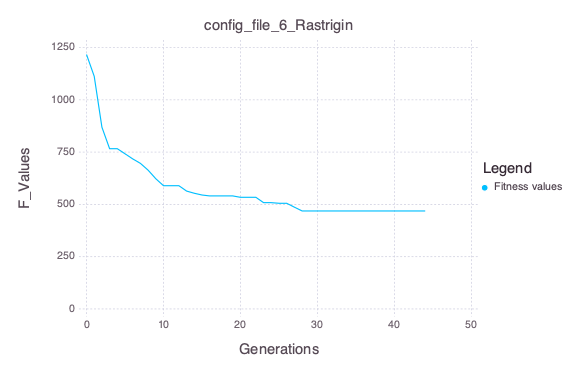 config_file_6_Rastrigin
F_Values
1250
1000
750
500
250
0
0 10 20 30 40 50
Generations
Legend
Fitness values